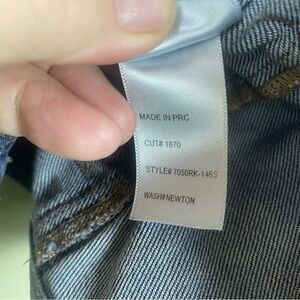 MADE IN PRC
CUT# 1870
STYLE# 7050RK-146S
WASH#NEWTON